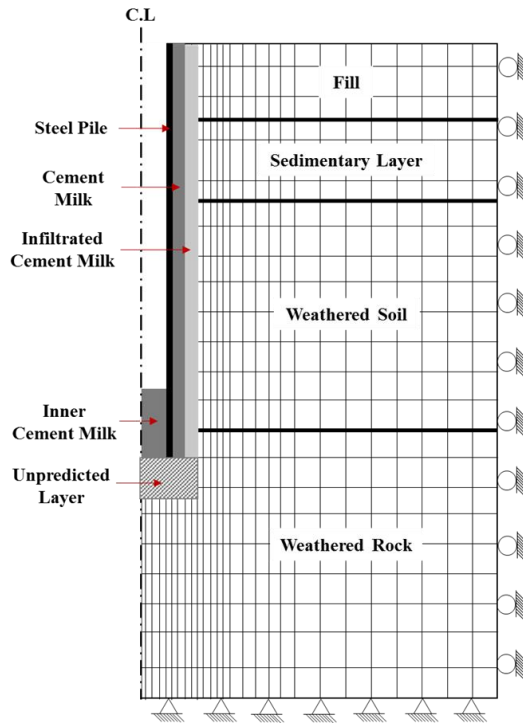 C.L
Fill
Steel Pile
Sedimentary Layer
Cement
Milk
Infiltrated
Cement Milk
Weathered Soil
Inner
Cement Milk
Unpredicted
Layer
Weathered Rock